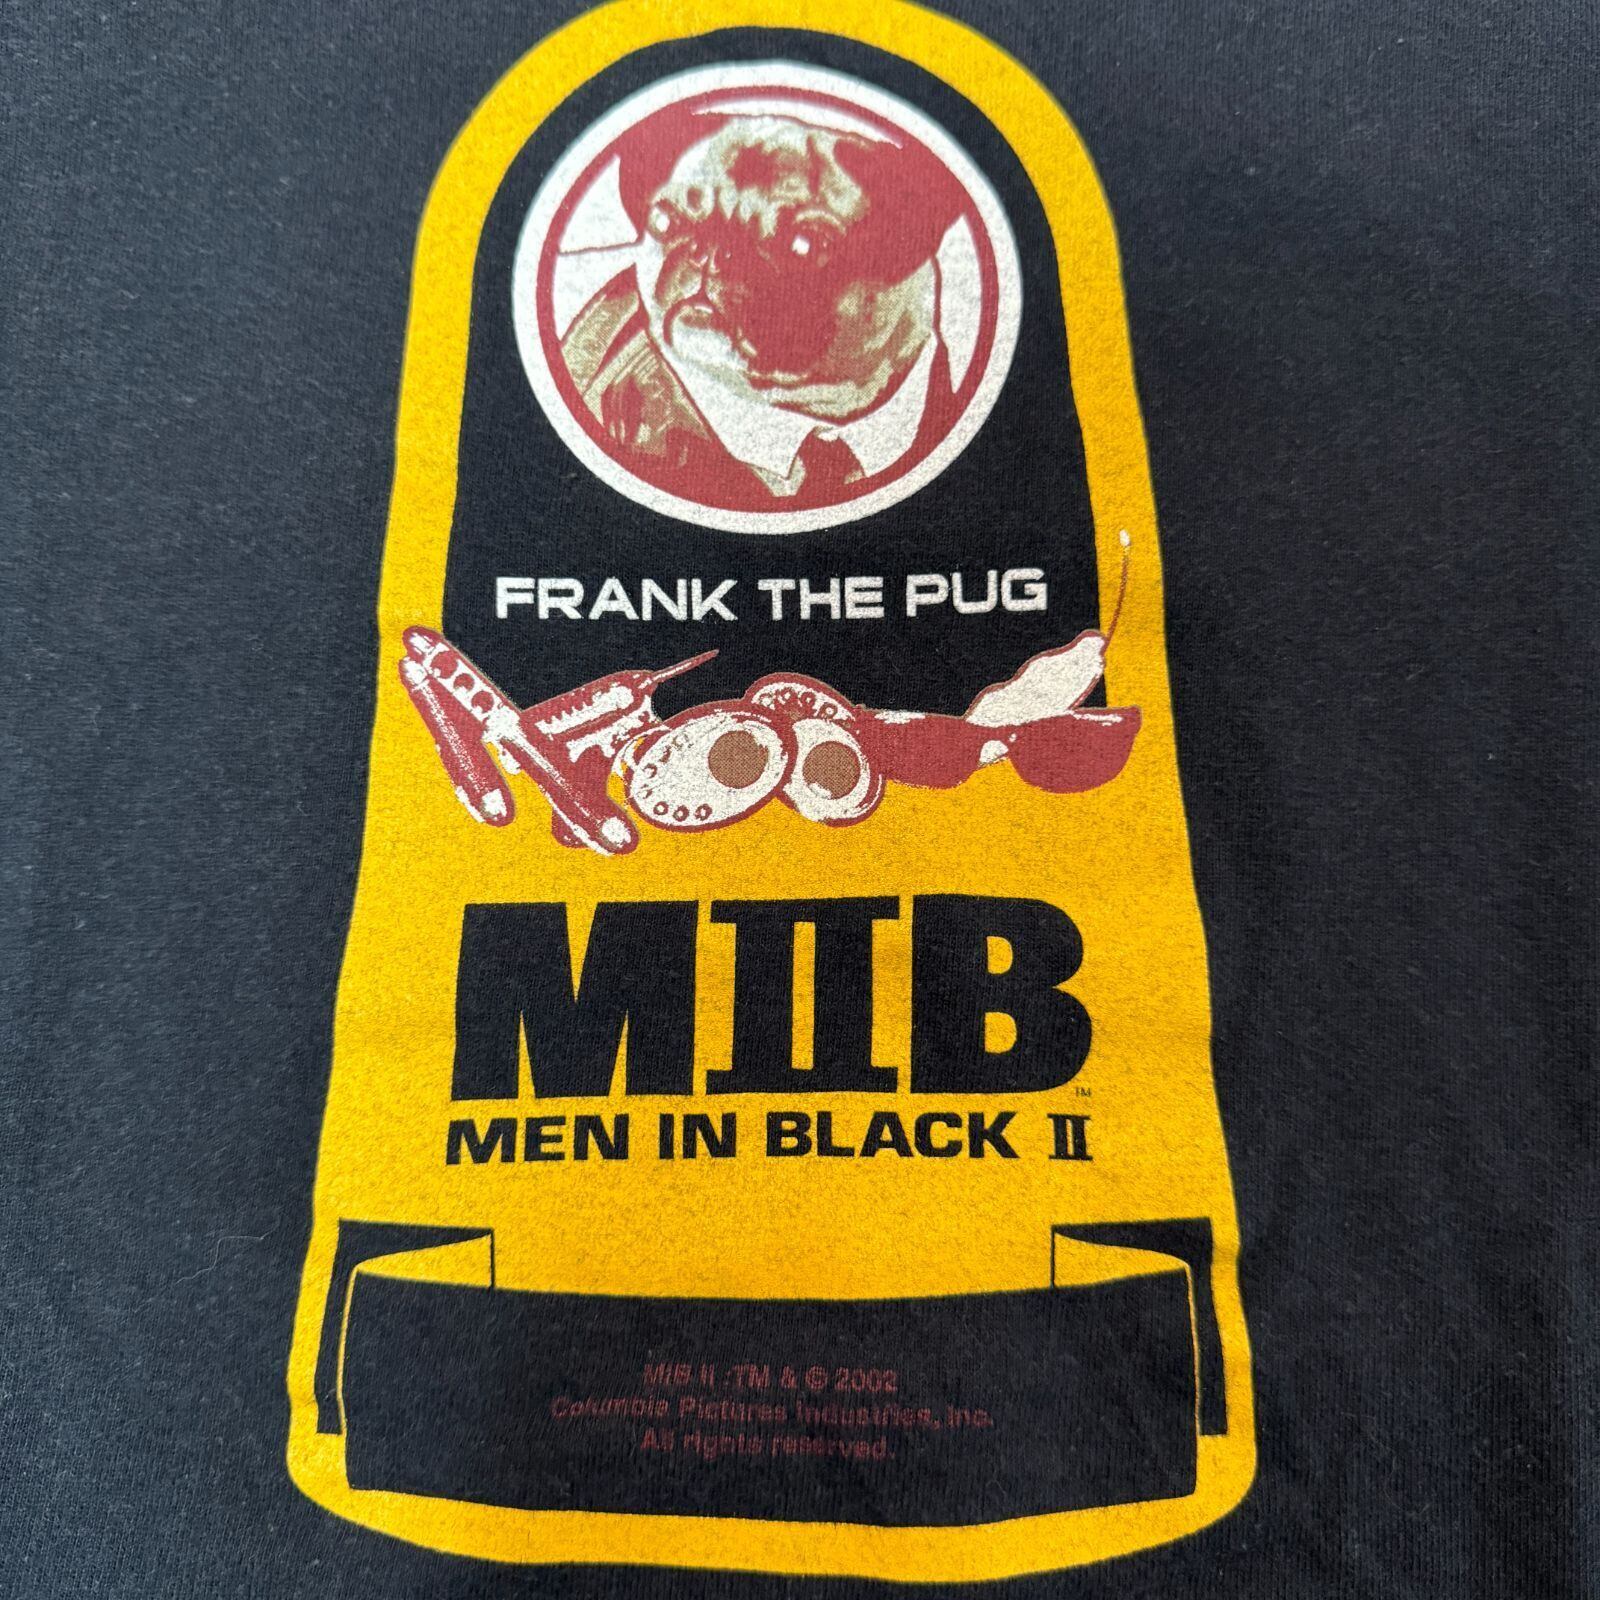 FRANK THE PUG
MIIB
TM
MEN IN BLACK II
MIB II :TM & © 2002
Columbia Pictures Industries, Inc.
All rights reserved.